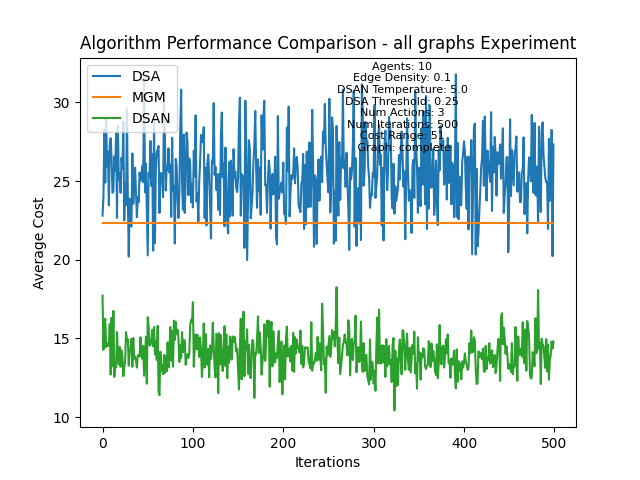 Algorithm Performance Comparison - all graphs Experiment
DSA
MGM
DSAN
Agents: 10
Edge Density: 0.1
DSAN Temperature: 5.0
DSA Threshold: 0.25
Num Actions: 3
Num Iterations: 500
Cost Range: 51
Graph: complete
Average Cost
30
25
20
15
10
0
100
200
300
400
500
Iterations